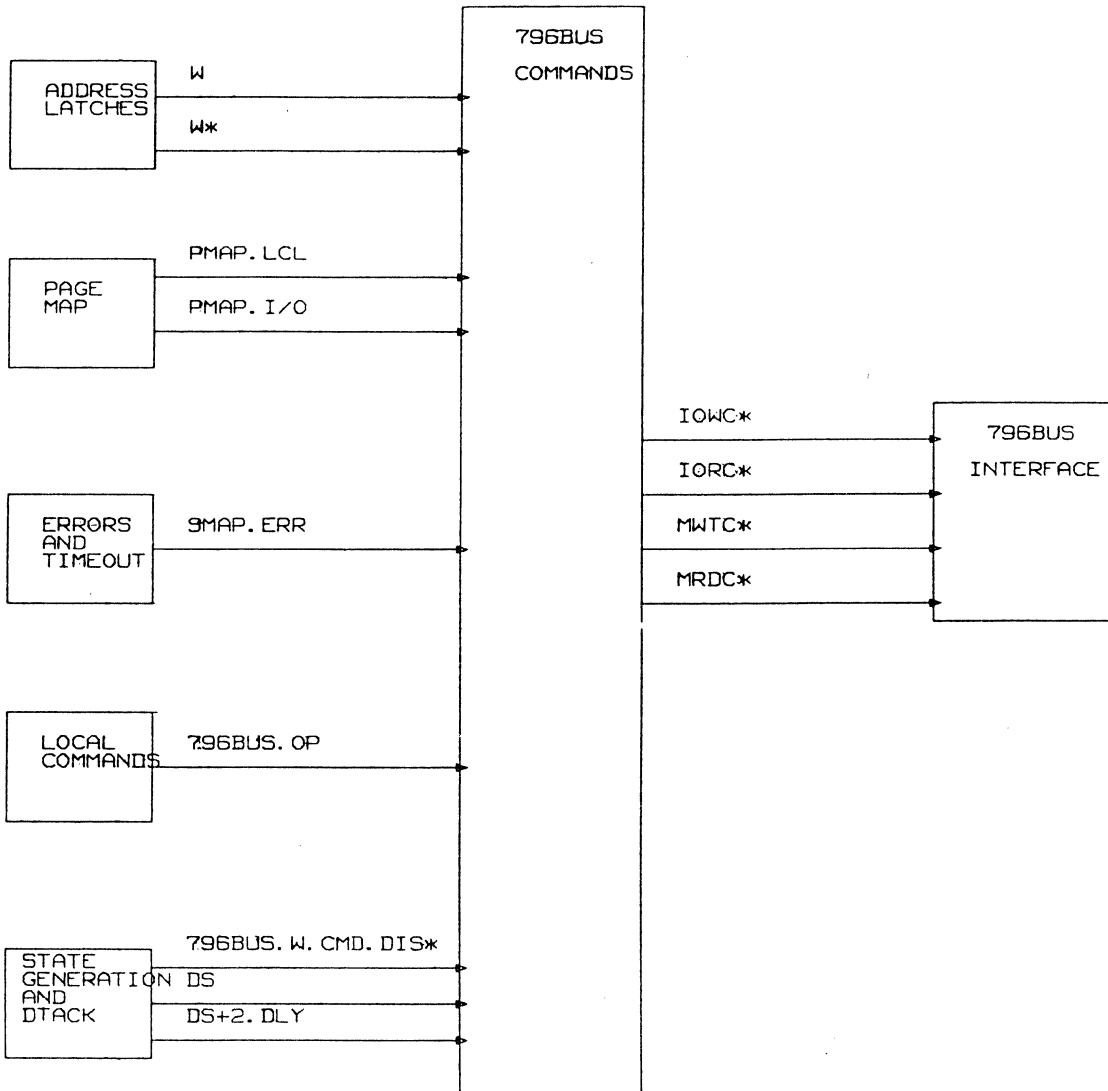 796BUS
COMMANDS
ADDRESS
LATCHES
W
W*
PAGE
MAP
PMAP.LCL
PMAP.I/O
IOWC*
IORC*
MWTC*
MRDC*
796BUS
INTERFACE
ERRORS
AND
TIMEOUT
9MAP.ERR
LOCAL
COMMANDS
796BUS.OP
STATE
GENERATION
AND
DTACK
796BUS.W.CMD.DIS*
DS
DS+2.DLY